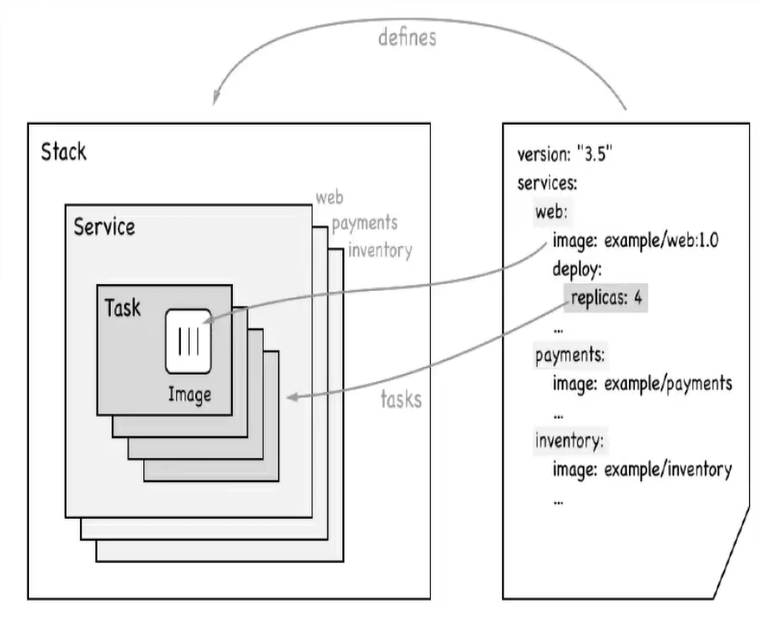 defines
Stack
web
payments
inventory
Service
Task
Image
tasks
version: "3.5"
services:
web:
image: example/web:1.0
deploy:
replicas: 4
...
payments:
image: example/payments
...
inventory:
image: example/inventory
...